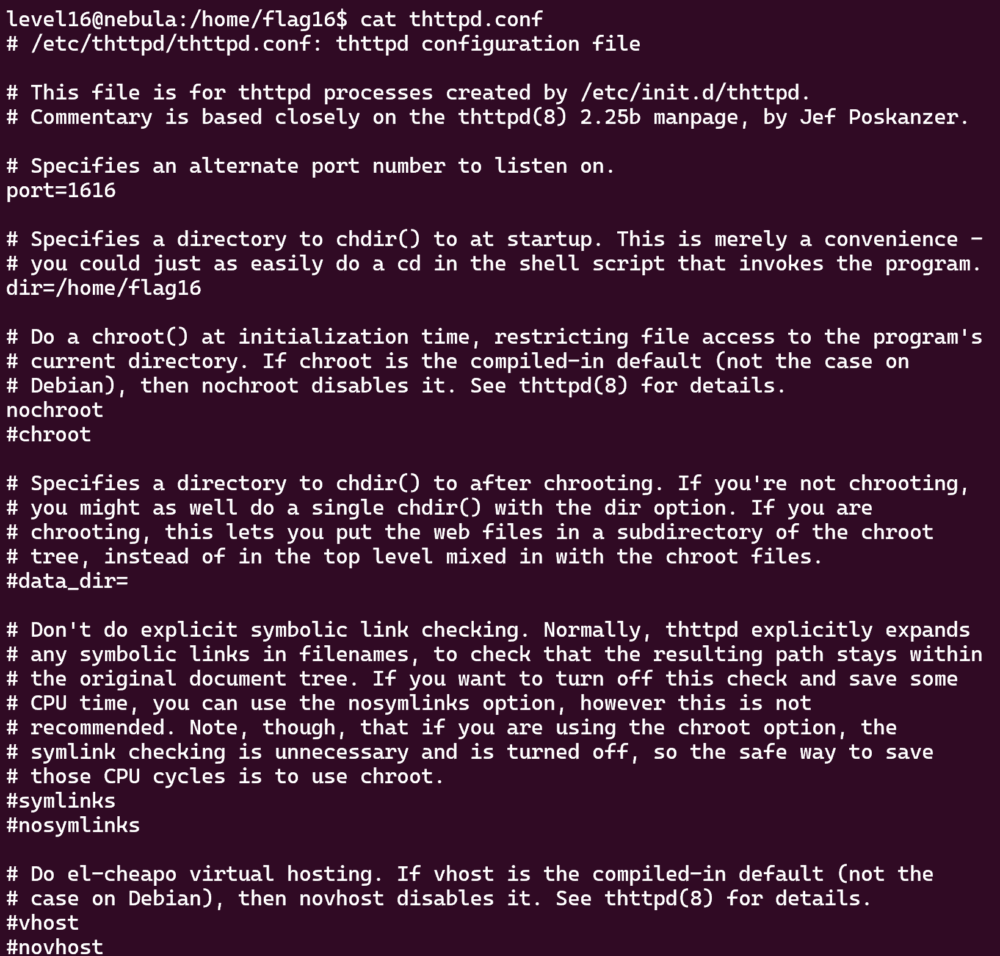 level16@nebula:/home/flag16$ cat thttpd.conf
# /etc/thttpd/thttpd.conf: thttpd configuration file
# This file is for thttpd processes created by /etc/init.d/thttpd.
# Commentary is based closely on the thttpd(8) 2.25b manpage, by Jef Poskanzer.
# Specifies an alternate port number to listen on.
port=1616
# Specifies a directory to chdir() to at startup. This is merely a convenience -
# you could just as easily do a cd in the shell script that invokes the program.
dir=/home/flag16
# Do a chroot() at initialization time, restricting file access to the program's
# current directory. If chroot is the compiled-in default (not the case on
# Debian), then nochroot disables it. See thttpd(8) for details.
nochroot
#chroot
# Specifies a directory to chdir() to after chrooting. If you're not chrooting,
# you might as well do a single chdir() with the dir option. If you are
# chrooting, this lets you put the web files in a subdirectory of the chroot
# tree, instead of in the top level mixed in with the chroot files.
#data_dir=
# Don't do explicit symbolic link checking. Normally, thttpd explicitly expands
# any symbolic links in filenames, to check that the resulting path stays within
# the original document tree. If you want to turn off this check and save some
# CPU time, you can use the nosymlinks option, however this is not
# recommended. Note, though, that if you are using the chroot option, the
# symlink checking is unnecessary and is turned off, so the safe way to save
# those CPU cycles is to use chroot.
#symlinks
#nosymlinks
# Do el-cheapo virtual hosting. If vhost is the compiled-in default (not the
# case on Debian), then novhost disables it. See thttpd(8) for details.
#vhost
#novhost